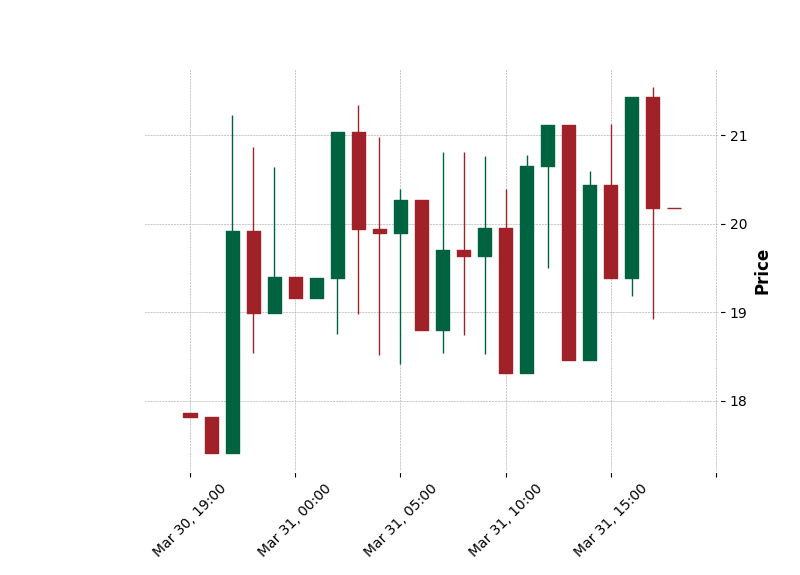 21
20
19
18
Price
Mar 30, 19:00
Mar 31, 00:00
Mar 31, 05:00
Mar 31, 10:00
Mar 31, 15:00